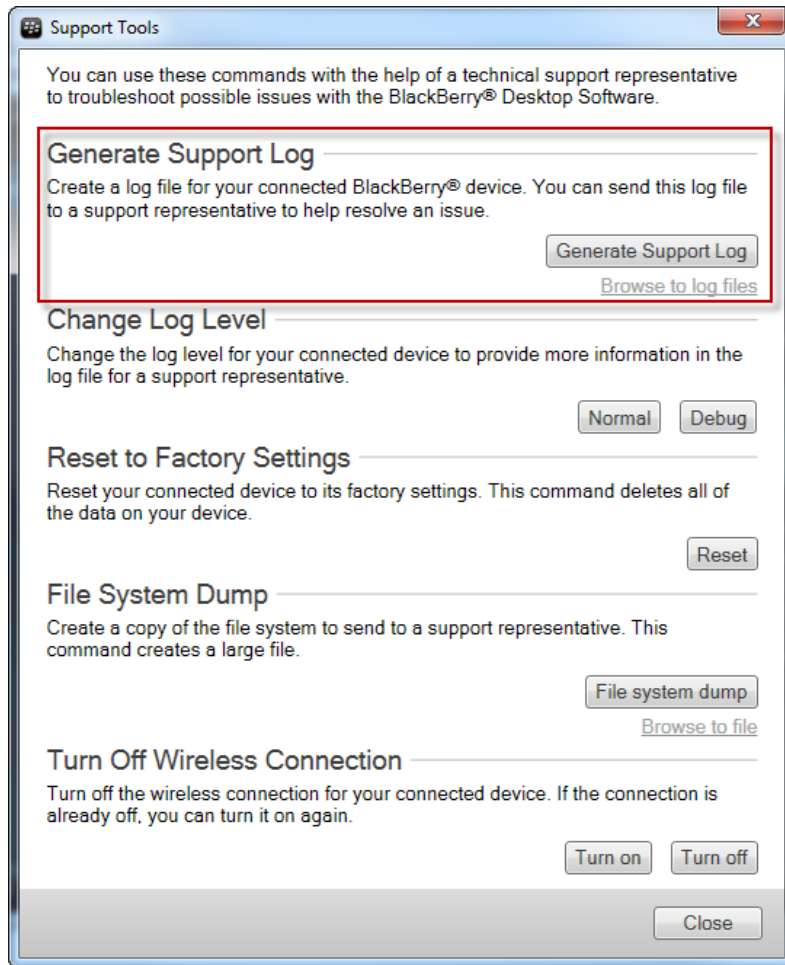 Support Tools
You can use these commands with the help of a technical support representative
to troubleshoot possible issues with the BlackBerry® Desktop Software.
Generate Support Log
Create a log file for your connected BlackBerry® device. You can send this log file
to a support representative to help resolve an issue.
Generate Support Log
Browse to log files
Change Log Level
Change the log level for your connected device to provide more information in the
log file for a support representative.
Normal Debug
Reset to Factory Settings
Reset your connected device to its factory settings. This command deletes all of
the data on your device.
Reset
File System Dump
Create a copy of the file system to send to a support representative. This
command creates a large file.
File system dump
Browse to file
Turn Off Wireless Connection
Turn off the wireless connection for your connected device. If the connection is
already off, you can turn it on again.
Turn on Turn off
Close